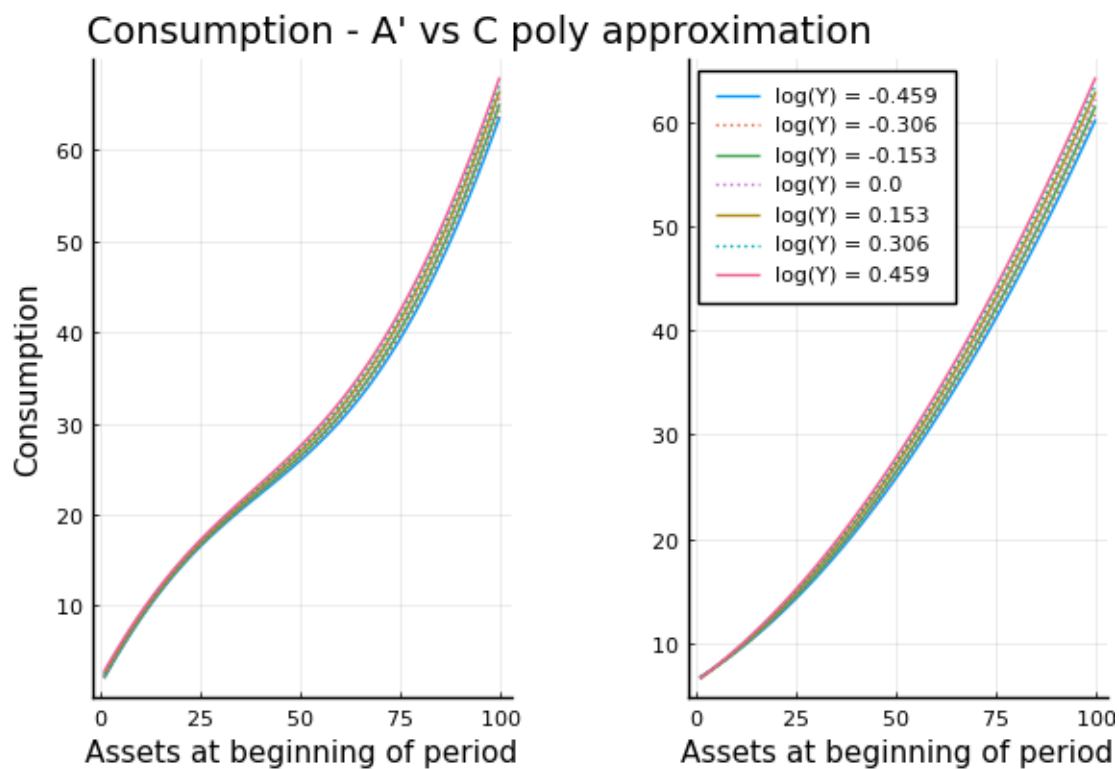 Consumption - A' vs C poly approximation
Consumption
60
50
40
30
20
10
0
25
50
75
100
Assets at beginning of period
log(Y) = -0.459
log(Y) = -0.306
log(Y) = -0.153
log(Y) = 0.0
log(Y) = 0.153
log(Y) = 0.306
log(Y) = 0.459
60
50
40
30
20
10
0
25
50
75
100
Assets at beginning of period